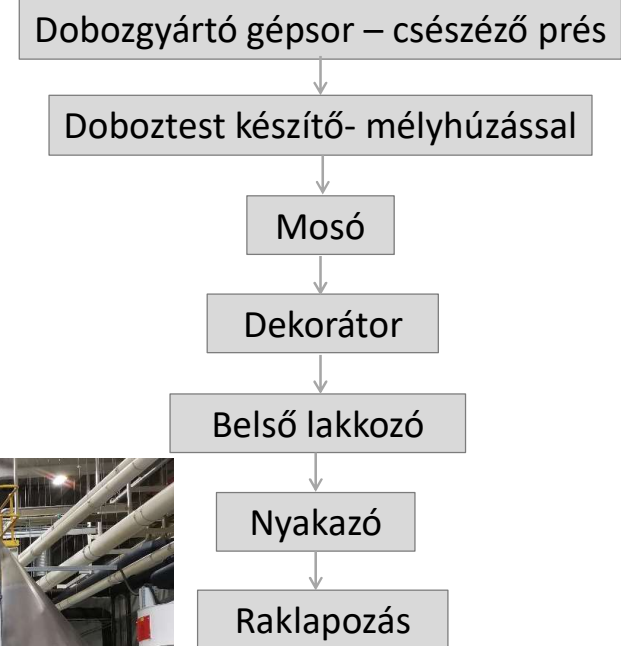 Dobozgyártó gépsor – csészéző prés
Doboztest készítő- mélyhúzással
Mosó
Dekorátor
Belső lakkozó
Nyakazó
Raklapozás